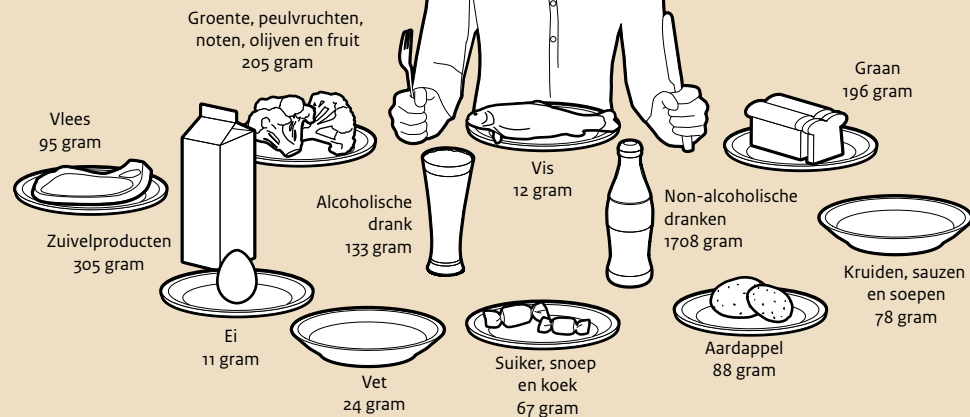 Groente, peulvruchten,
noten, olijven en fruit
205 gram
Graan
196 gram
Vlees
95 gram
Vis
12 gram
Alcoholische
drank
133 gram
Non-alcoholische
dranken
1708 gram
Zuivelproducten
305 gram
Kruiden, sauzen
en soepen
78 gram
Ei
11 gram
Aardappel
88 gram
Suiker, snoep
en koek
67 gram
Vet
24 gram